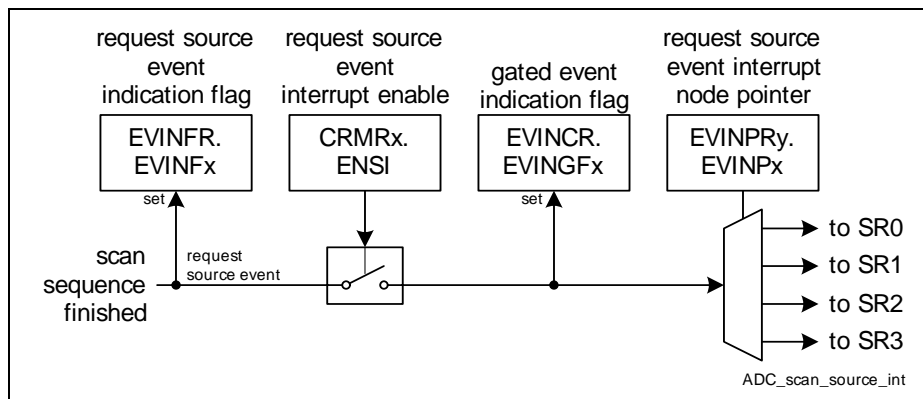 request source
event
indication flag
request source
event
interrupt enable
gated event
indication flag
request source
event interrupt
node pointer
EVINFR.
EVINFx
CRMRx.
ENSI
EVINCR.
EVINGFx
EVINPRy.
EVINPx
set
set
scan
sequence
finished
request
source event
to SR0
to SR1
to SR2
to SR3
ADC_scan_source_int